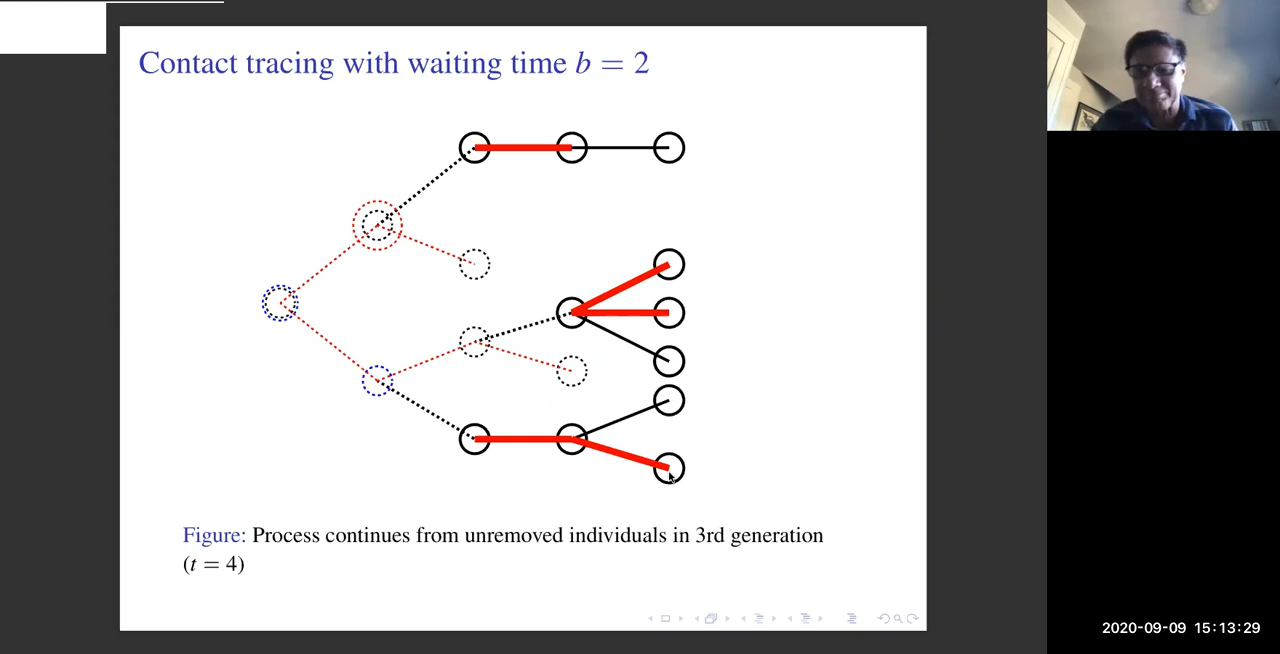 Contact tracing with waiting time b = 2
Figure: Process continues from unremoved individuals in 3rd generation
(t = 4)
2020-09-09 15:13:29